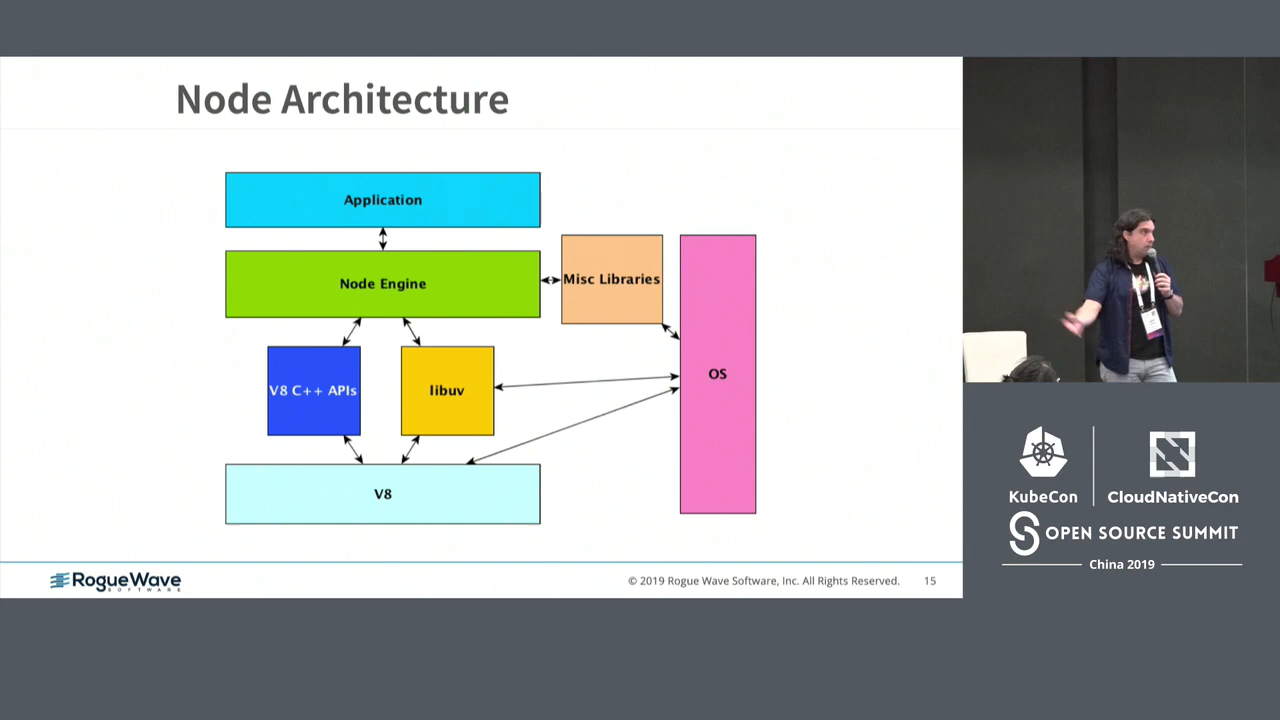 Node Architecture
Application
Node Engine
Misc Libraries
V8 C++ APIs
libuv
OS
V8
RogueWave
SOFTWARE
© 2019 Rogue Wave Software, Inc. All Rights Reserved.
15
KubeCon
CloudNativeCon
OPEN SOURCE SUMMIT
China 2019